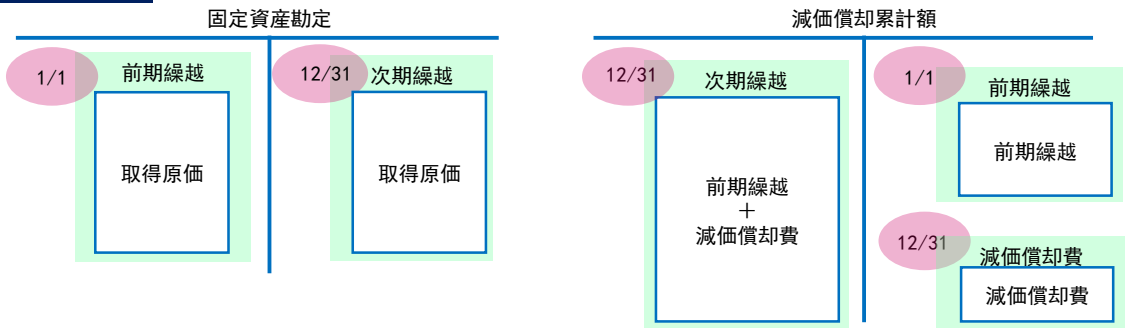 固定資産勘定
1/1
前期繰越
取得原価
12/31
次期繰越
取得原価
減価償却累計額
12/31
次期繰越
前期繰越
＋
減価償却費
1/1
前期繰越
前期繰越
12/31
減価償却費
減価償却費